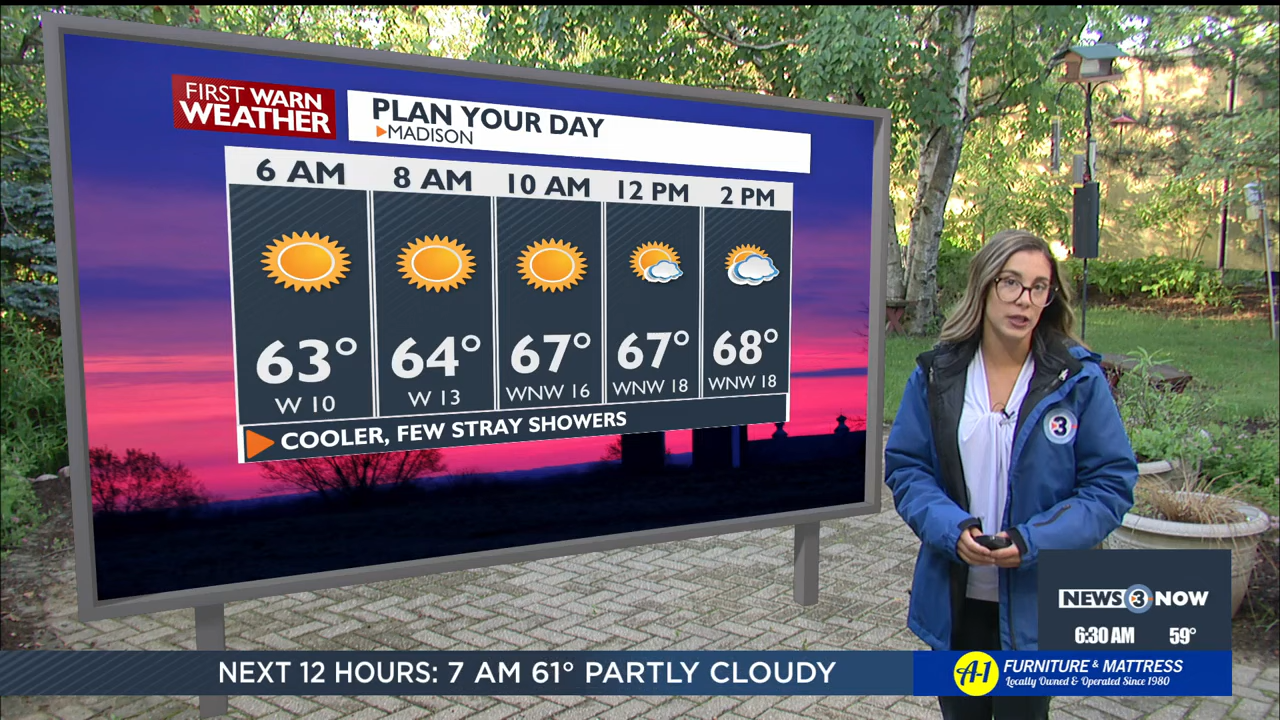 FIRST WARN
WEATHER
PLAN YOUR DAY
MADISON
6 AM 8 AM 10 AM 12 PM 2 PM
63° 64° 67° 67° 68°
W 10 W 13 WNW 16 WNW 18 WNW 18
COOLER, FEW STRAY SHOWERS
3
NEWS 3 NOW
6:30 AM 59°
NEXT 12 HOURS: 7 AM 61° PARTLY CLOUDY
A-1 FURNITURE & MATTRESS
Locally Owned & Operated Since 1980